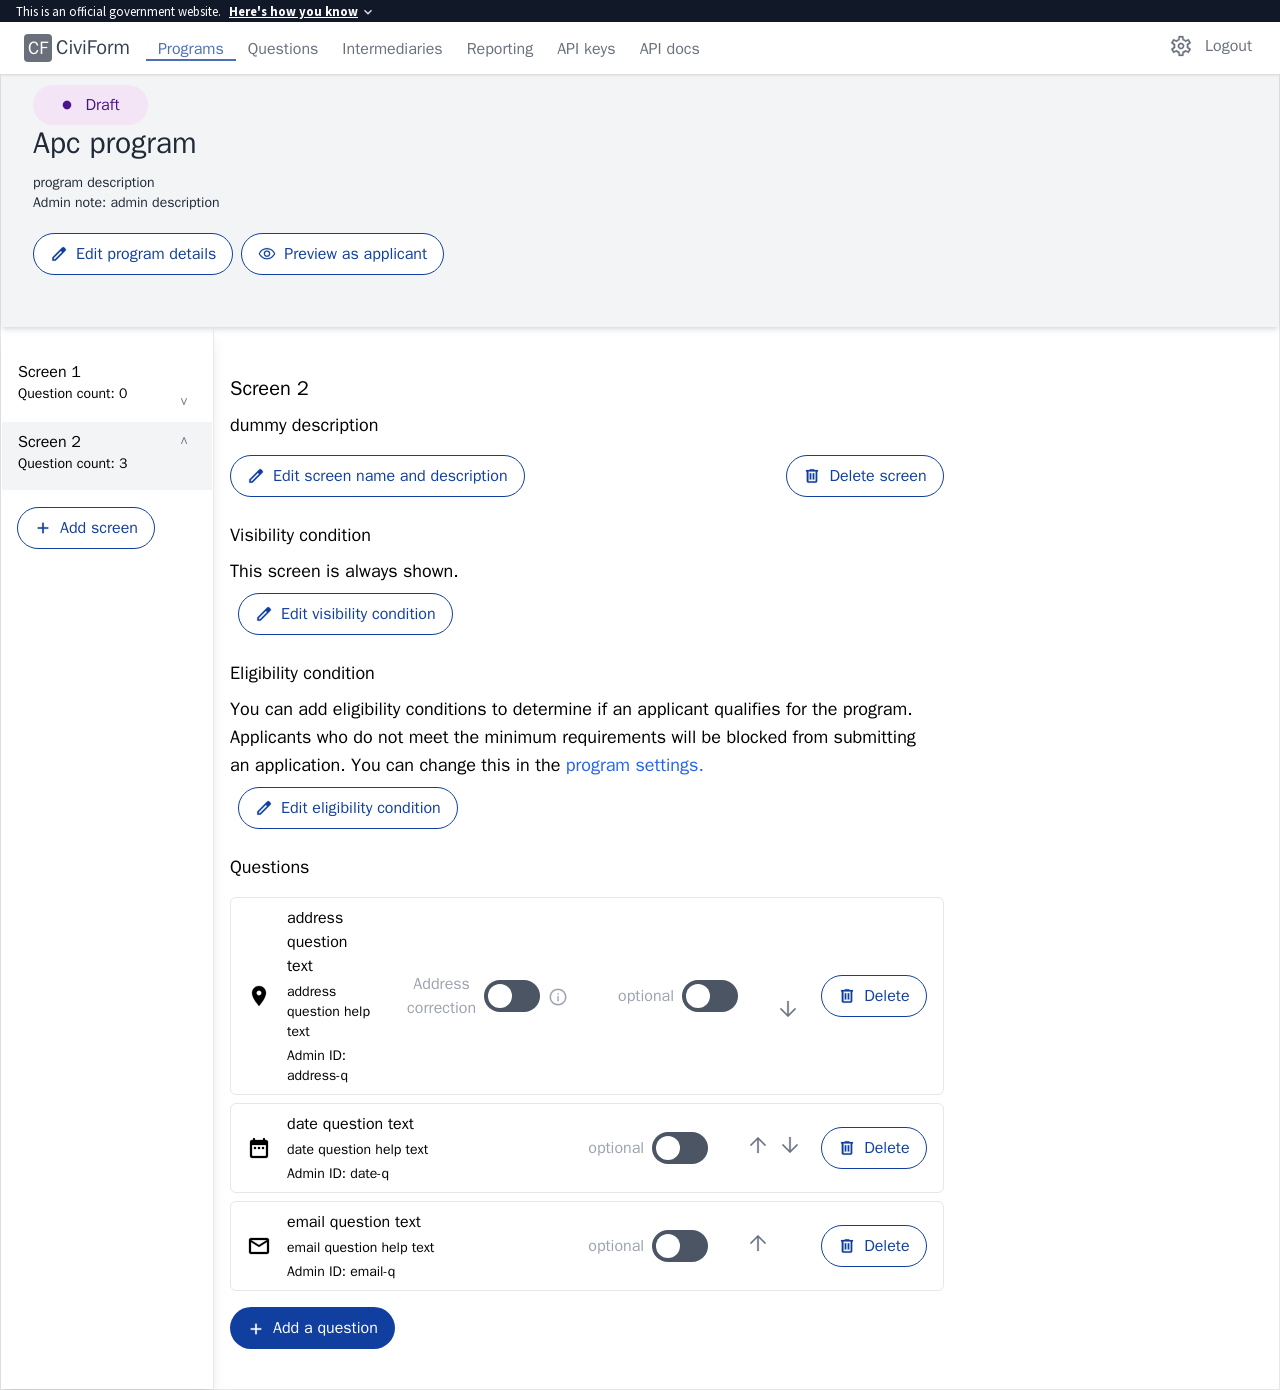 This is an official government website. Here's how you know
CF CiviForm Programs Questions Intermediaries Reporting API keys API docs Logout
Draft
Apc program
program description
Admin note: admin description
Edit program details Preview as applicant
Screen 1
Question count: 0
Screen 2
Question count: 3
Add screen
Screen 2
dummy description
Edit screen name and description Delete screen
Visibility condition
This screen is always shown.
Edit visibility condition
Eligibility condition
You can add eligibility conditions to determine if an applicant qualifies for the program.
Applicants who do not meet the minimum requirements will be blocked from submitting
an application. You can change this in the program settings.
Edit eligibility condition
Questions
address
question
text
address
question help
text
Admin ID:
address-q
Address
correction
optional
Delete
date question text
date question help text
Admin ID: date-q
optional
Delete
email question text
email question help text
Admin ID: email-q
optional
Delete
Add a question